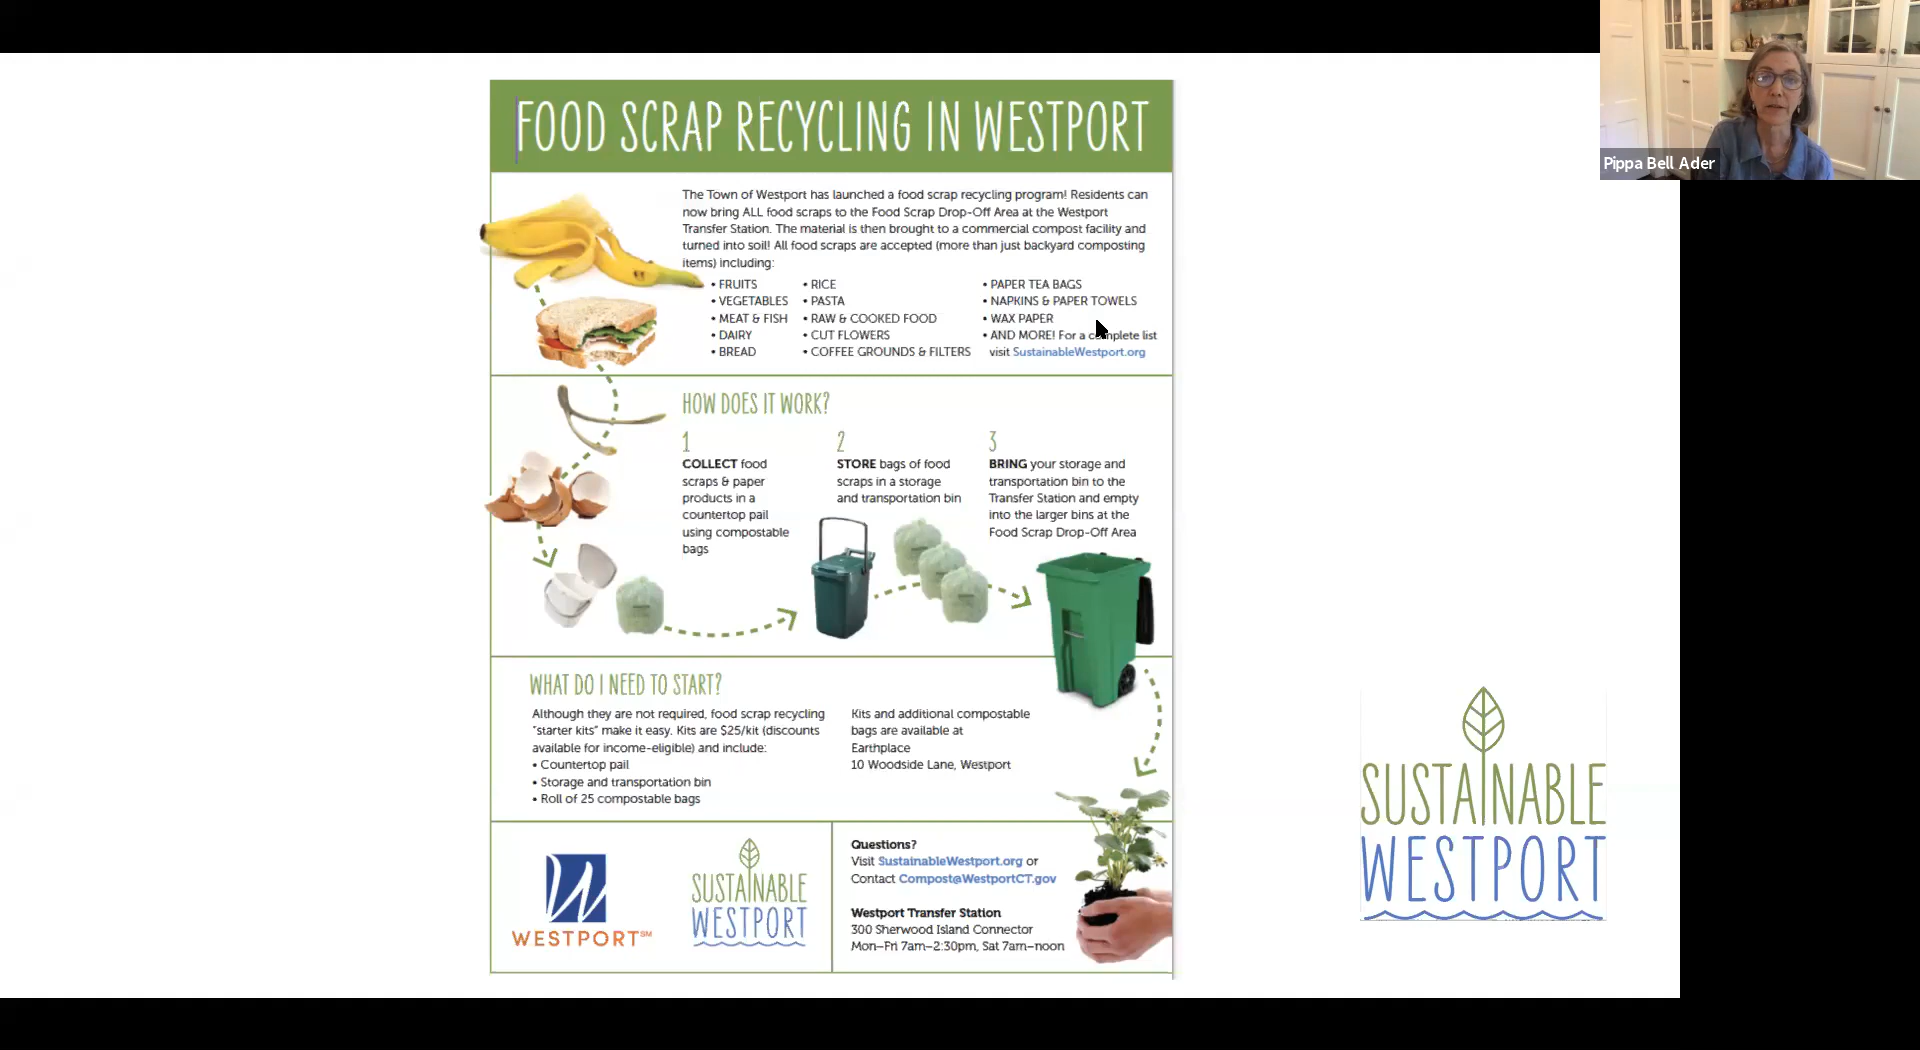 Pippa Bell Ader
FOOD SCRAP RECYCLING IN WESTPORT
The Town of Westport has launched a food scrap recycling program! Residents can
now bring ALL food scraps to the Food Scrap Drop-Off Area at the Westport
Transfer Station. The material is then brought to a commercial compost facility and
turned into soil! All food scraps are accepted (more than just backyard composting
items) including:
• FRUITS
• VEGETABLES
• MEAT & FISH
• DAIRY
• BREAD
• RICE
• PASTA
• RAW & COOKED FOOD
• CUT FLOWERS
• COFFEE GROUNDS & FILTERS
• PAPER TEA BAGS
• NAPKINS & PAPER TOWELS
• WAX PAPER
• AND MORE! For a complete list
visit SustainableWestport.org
HOW DOES IT WORK?
1
COLLECT food
scraps & paper
products in a
countertop pail
using compostable
bags
2
STORE bags of food
scraps in a storage
and transportation bin
3
BRING your storage and
transportation bin to the
Transfer Station and empty
into the larger bins at the
Food Scrap Drop-Off Area
WHAT DO I NEED TO START?
Although they are not required, food scrap recycling
"starter kits" make it easy. Kits are $25/kit (discounts
available for income-eligible) and include:
• Countertop pail
• Storage and transportation bin
• Roll of 25 compostable bags
Kits and additional compostable
bags are available at
Earthplace
10 Woodside Lane, Westport
WESTPORT℠
SUSTAINABLE
WESTPORT
Questions?
Visit SustainableWestport.org or
Contact Compost@WestportCT.gov
Westport Transfer Station
300 Sherwood Island Connector
Mon–Fri 7am–2:30pm, Sat 7am–noon
SUSTAINABLE
WESTPORT